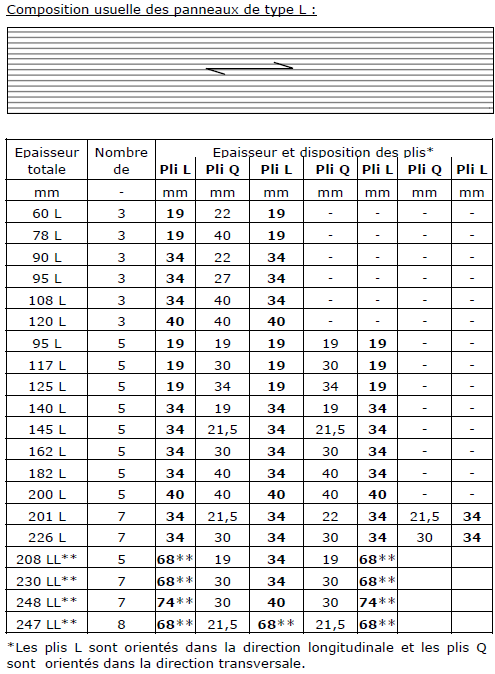 Composition usuelle des panneaux de type L :
Epaisseur totale Nombre de Epaisseur et disposition des plis*
Pli L Pli Q Pli L Pli Q Pli L Pli Q Pli L
mm - mm mm mm mm mm mm mm
60 L 3 19 22 19 - - - -
78 L 3 19 40 19 - - - -
90 L 3 34 22 34 - - - -
95 L 3 34 27 34 - - - -
108 L 3 34 40 34 - - - -
120 L 3 40 40 40 - - - -
95 L 5 19 19 19 19 19 - -
117 L 5 19 30 19 30 19 - -
125 L 5 19 34 19 34 19 - -
140 L 5 34 19 34 19 34 - -
145 L 5 34 21,5 34 21,5 34 - -
162 L 5 34 30 34 30 34 - -
182 L 5 34 40 34 40 34 - -
200 L 5 40 40 40 40 40 - -
201 L 7 34 21,5 34 22 34 21,5 34
226 L 7 34 30 34 30 34 30 34
208 LL** 5 68** 19 34 19 68**
230 LL** 7 68** 30 34 30 68**
248 LL** 7 74** 30 40 30 74**
247 LL** 8 68** 21,5 68** 21,5 68**
*Les plis L sont orientés dans la direction longitudinale et les plis Q
sont orientés dans la direction transversale.